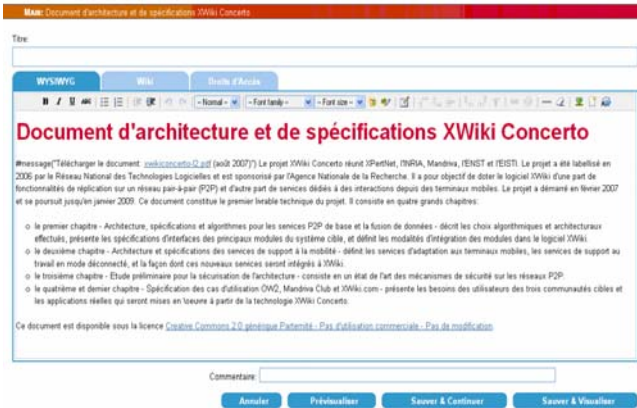 MAIN: Document d'architecture et de spécifications XWiki Concerto
Titre:
WYSIWYG Wiki Droits d'Accès
B I U ABC - Normal - - Font family - - Font size -
Document d'architecture et de spécifications XWiki Concerto
#message("Télécharger le document: xwikiconcerto-l2.pdf (août 2007)") Le projet XWiki Concerto réunit XPertNet, l'INRIA, Mandriva, l'ENST et l'EISTI. Le projet a été labellisé en
2006 par le Réseau National des Technologies Logicielles et est sponsorisé par l'Agence Nationale de la Recherche. Il a pour objectif de doter le logiciel XWiki d'une part de
fonctionnalités de réplication sur un réseau pair-à-pair (P2P) et d'autre part de services dédiés à des interactions depuis des terminaux mobiles. Le projet a démarré en février 2007
et se poursuit jusqu'en janvier 2009. Ce document constitue le premier livrable technique du projet. Il consiste en quatre grands chapitres:
le premier chapitre - Architecture, spécifications et algorithmes pour les services P2P de base et la fusion de données - décrit les choix algorithmiques et architecturaux
effectués, présente les spécifications d'interfaces des principaux modules du système cible, et définit les modalités d'intégration des modules dans le logiciel XWiki.
le deuxième chapitre - Architecture et spécifications des services de support à la mobilité - définit les services d'adaptation aux terminaux mobiles, les services de support au
travail en mode déconnecté, et la façon dont ces nouveaux services seront intégrés à XWiki.
le troisième chapitre - Etude préliminaire pour la sécurisation de l'architecture - consiste en un état de l'art des mécanismes de sécurité sur les réseaux P2P.
le quatrième et dernier chapitre - Spécification des cas d'utilisation OW2, Mandriva Club et XWiki.com - présente les besoins des utilisateurs des trois communautés cibles et
les applications réelles qui seront mises en l'oeuvre à partir de la technologie XWiki Concerto.
Ce document est disponible sous la licence Creative Commons 2.0 générique Paternité - Pas d'utilisation commerciale - Pas de modification.
Commentaire:
Annuler Prévisualiser Sauver & Continuer Sauver & Visualiser